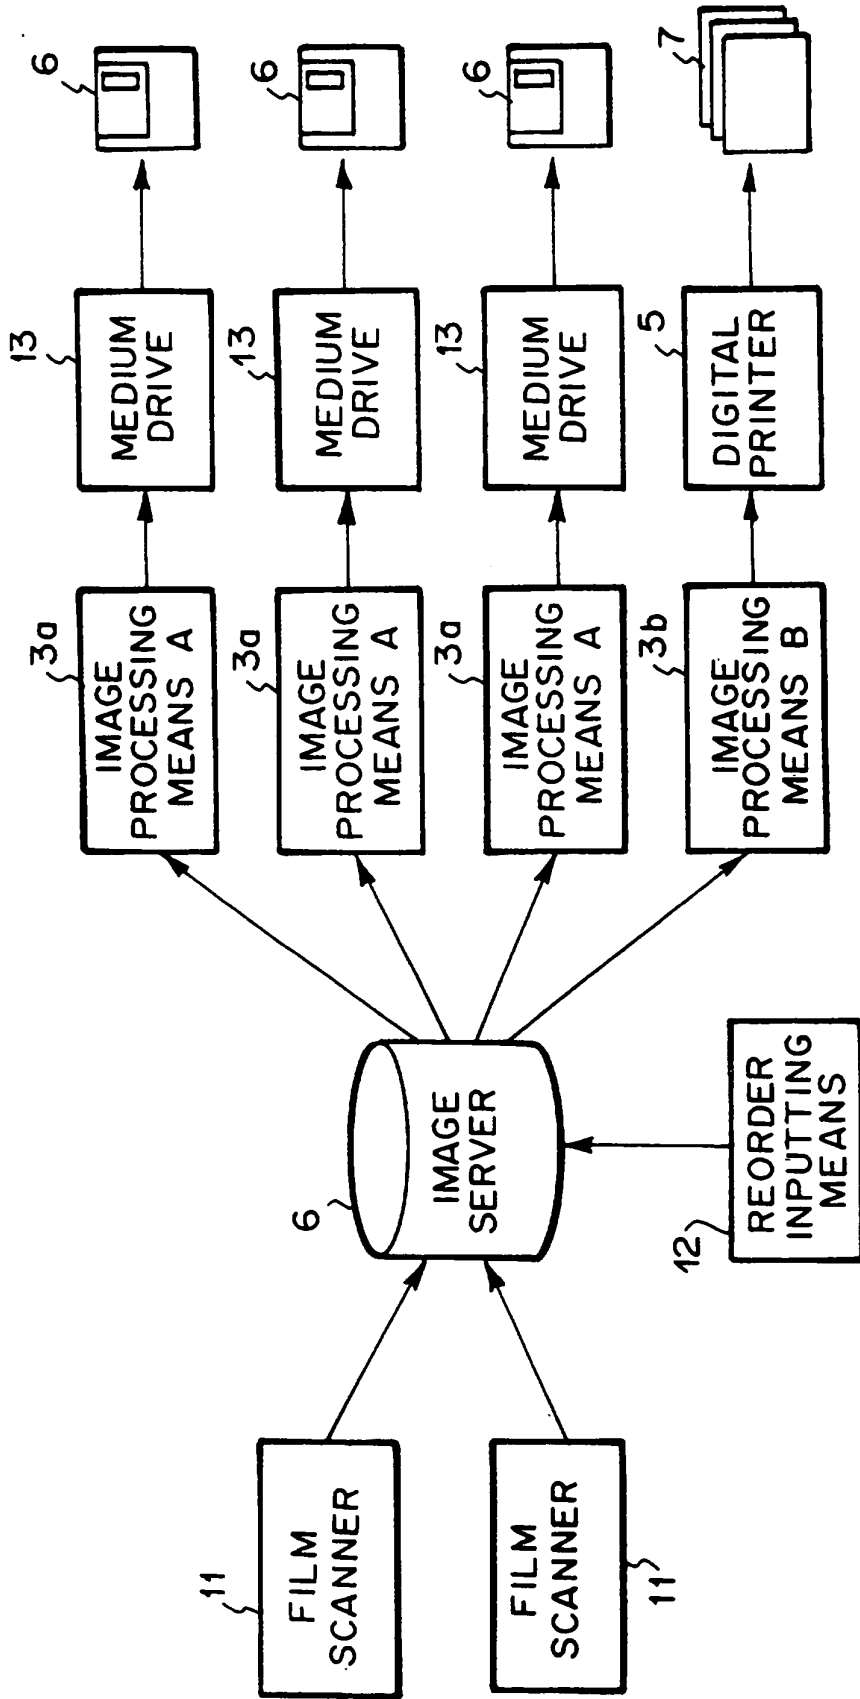 11
FILM
SCANNER
FILM
SCANNER
11
6
IMAGE
SERVER
12
REORDER
INPUTTING
MEANS
3a
IMAGE
PROCESSING
MEANS A
13
MEDIUM
DRIVE
6
3a
IMAGE
PROCESSING
MEANS A
13
MEDIUM
DRIVE
6
3a
IMAGE
PROCESSING
MEANS A
13
MEDIUM
DRIVE
6
3b
IMAGE
PROCESSING
MEANS B
5
DIGITAL
PRINTER
7